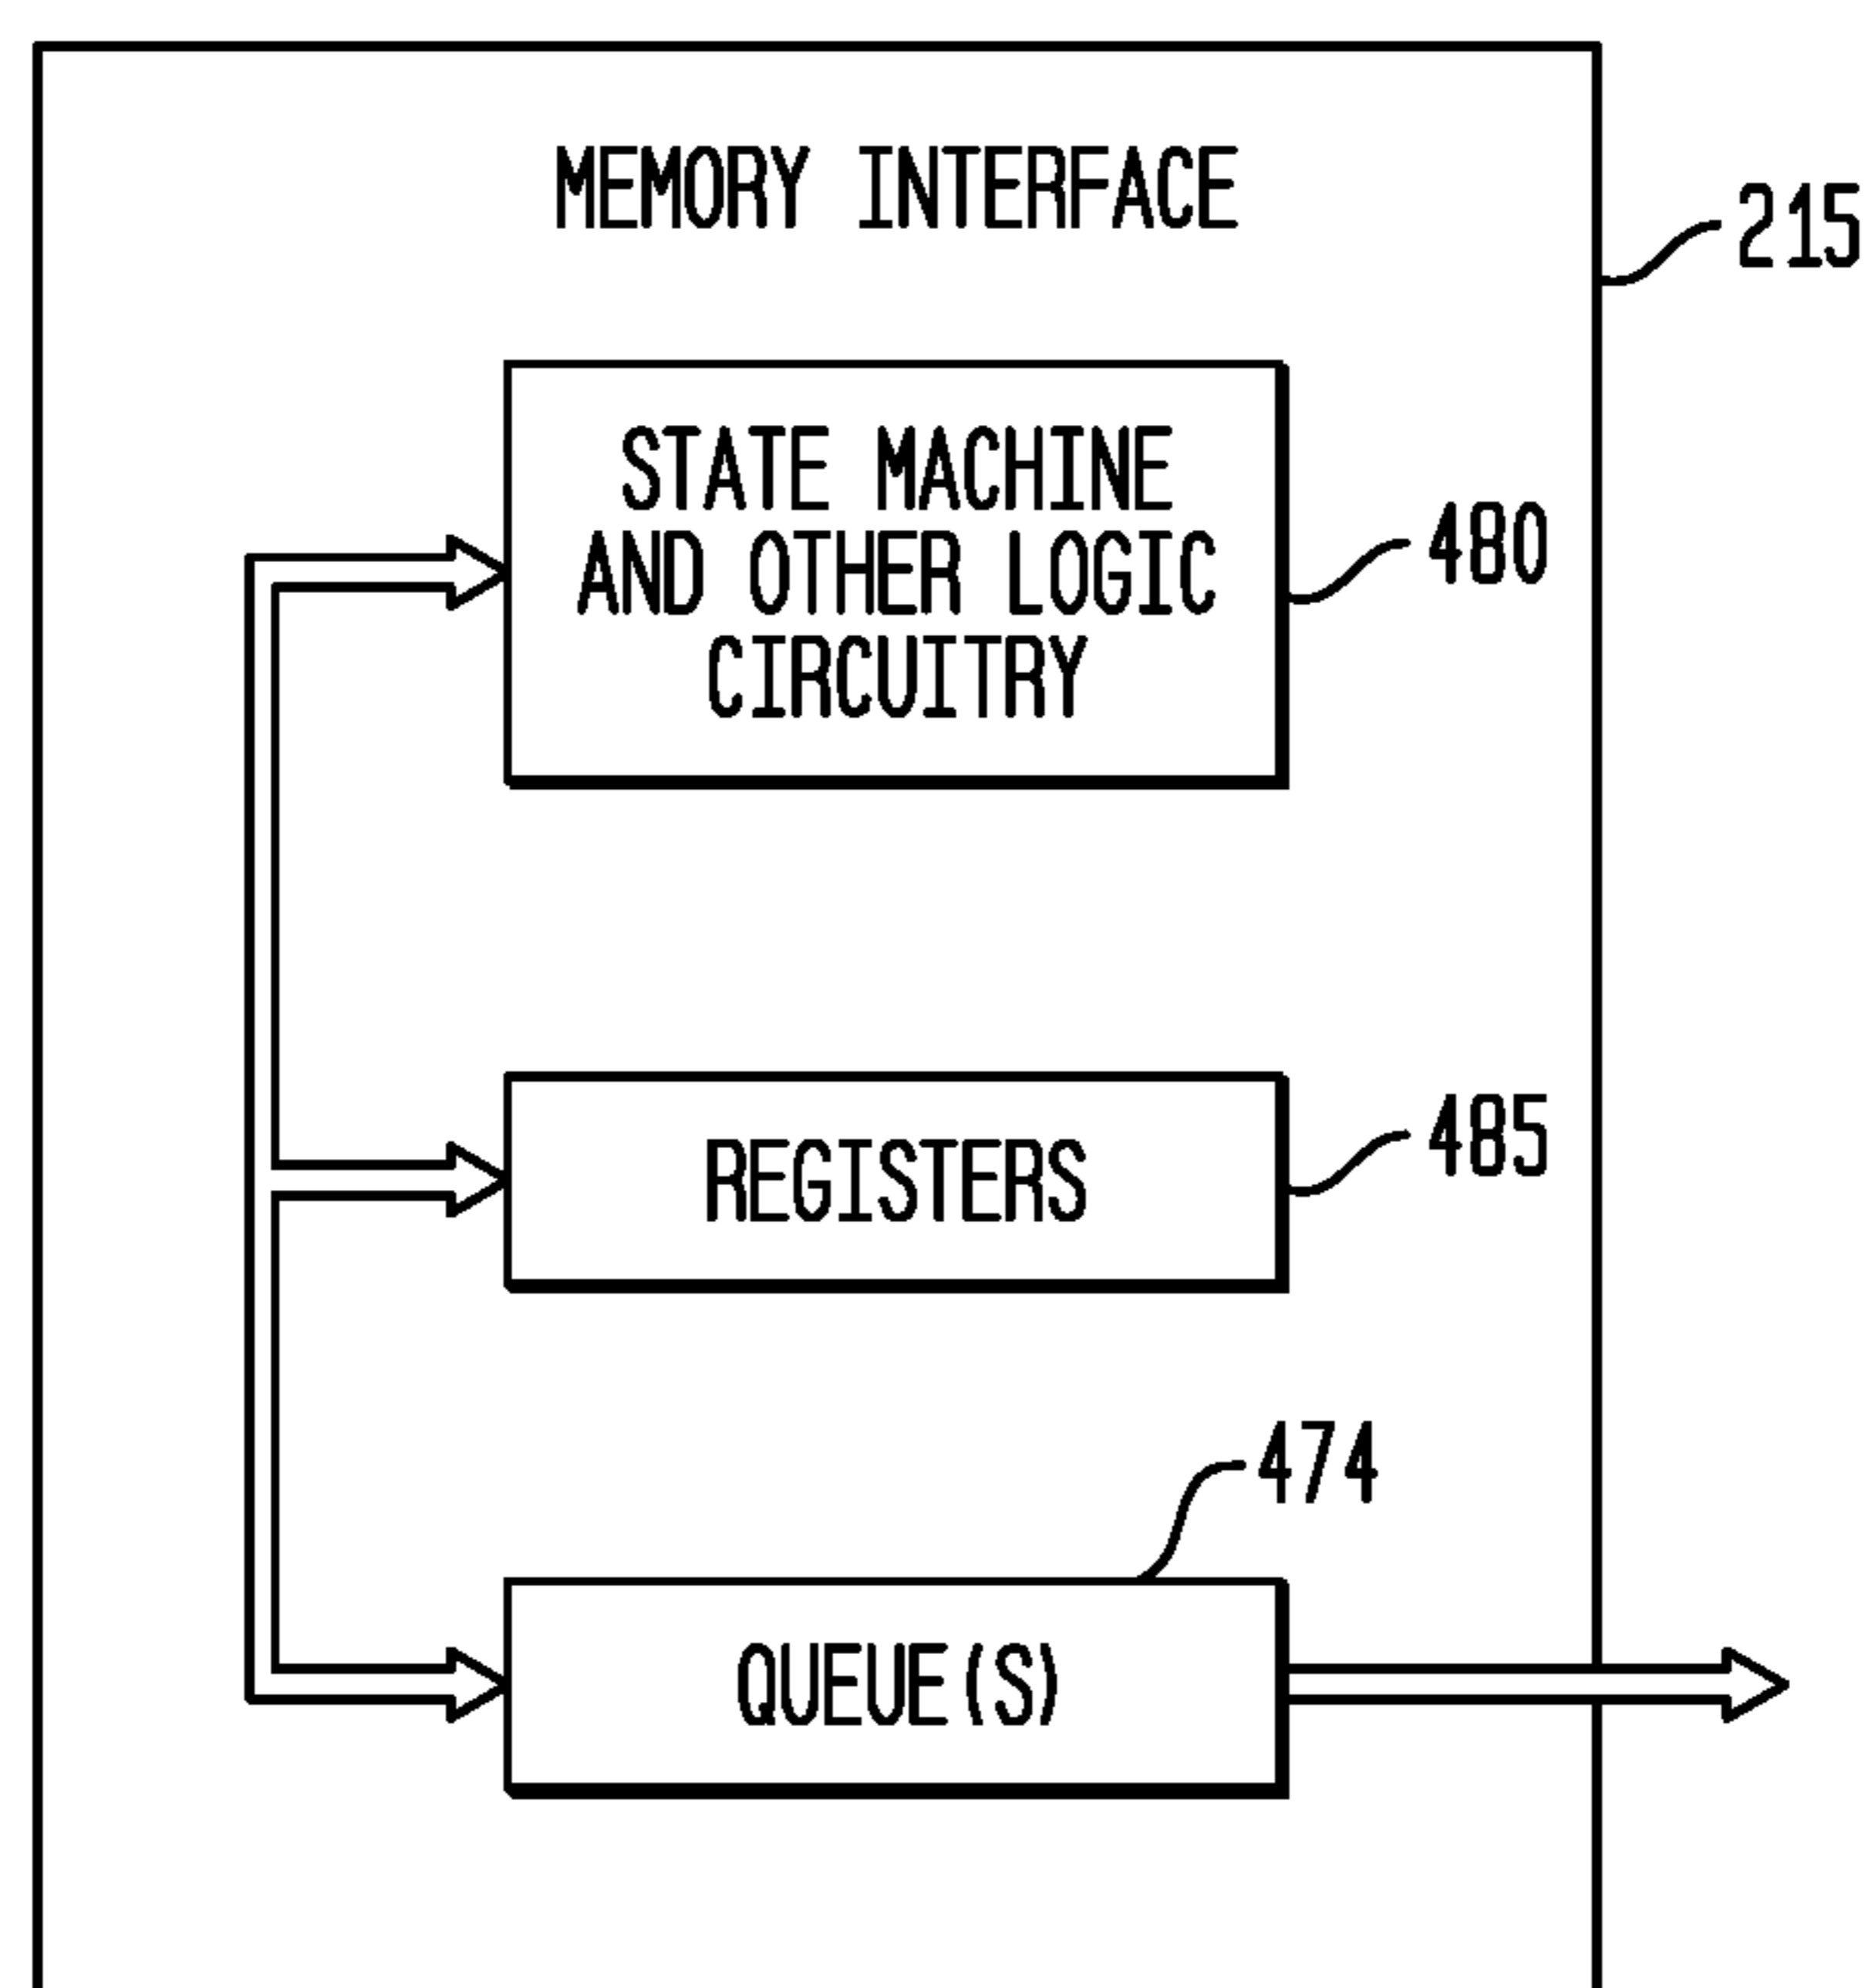 MEMORY INTERFACE
215
STATE MACHINE
AND OTHER LOGIC
CIRCUITRY
480
REGISTERS
485
474
QUEUE(S)